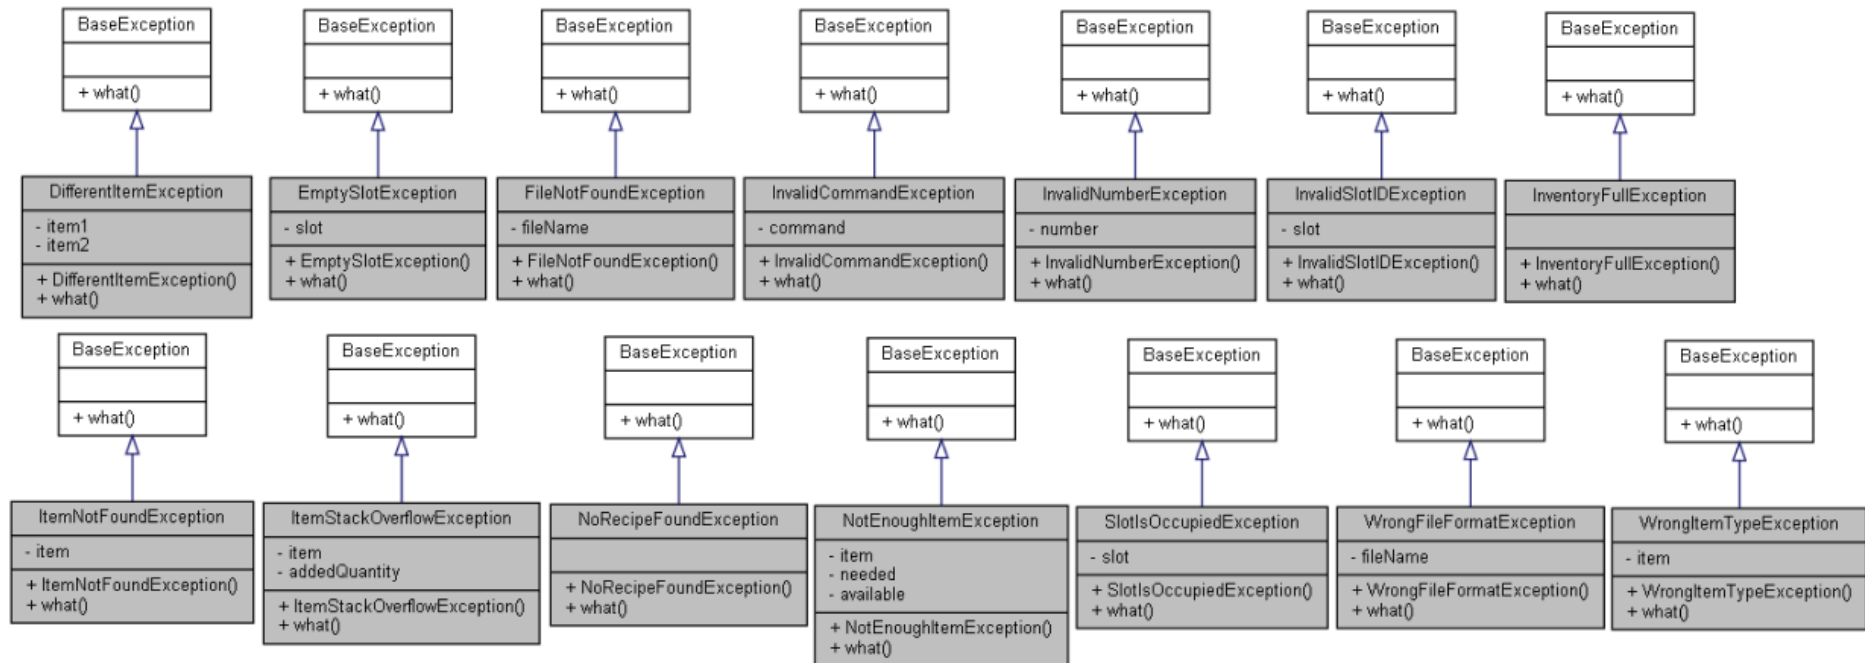 BaseException
+ what()
DifferentItemException
- item1
- item2
+ DifferentItemException()
+ what()
BaseException
+ what()
EmptySlotException
- slot
+ EmptySlotException()
+ what()
BaseException
+ what()
FileNotFoundException
- fileName
+ FileNotFoundException()
+ what()
BaseException
+ what()
InvalidCommandException
- command
+ InvalidCommandException()
+ what()
BaseException
+ what()
InvalidNumberException
- number
+ InvalidNumberException()
+ what()
BaseException
+ what()
InvalidSlotIDException
- slot
+ InvalidSlotIDException()
+ what()
BaseException
+ what()
InventoryFullException
+ InventoryFullException()
+ what()
BaseException
+ what()
ItemNotFoundException
- item
+ ItemNotFoundException()
+ what()
BaseException
+ what()
ItemStackOverflowException
- item
- addedQuantity
+ ItemStackOverflowException()
+ what()
BaseException
+ what()
NoRecipeFoundException
+ NoRecipeFoundException()
+ what()
BaseException
+ what()
NotEnoughItemException
- item
- needed
- available
+ NotEnoughItemException()
+ what()
BaseException
+ what()
SlotIsOccupiedException
- slot
+ SlotIsOccupiedException()
+ what()
BaseException
+ what()
WrongFileFormatException
- fileName
+ WrongFileFormatException()
+ what()
BaseException
+ what()
WrongItemTypeException
- item
+ WrongItemTypeException()
+ what()